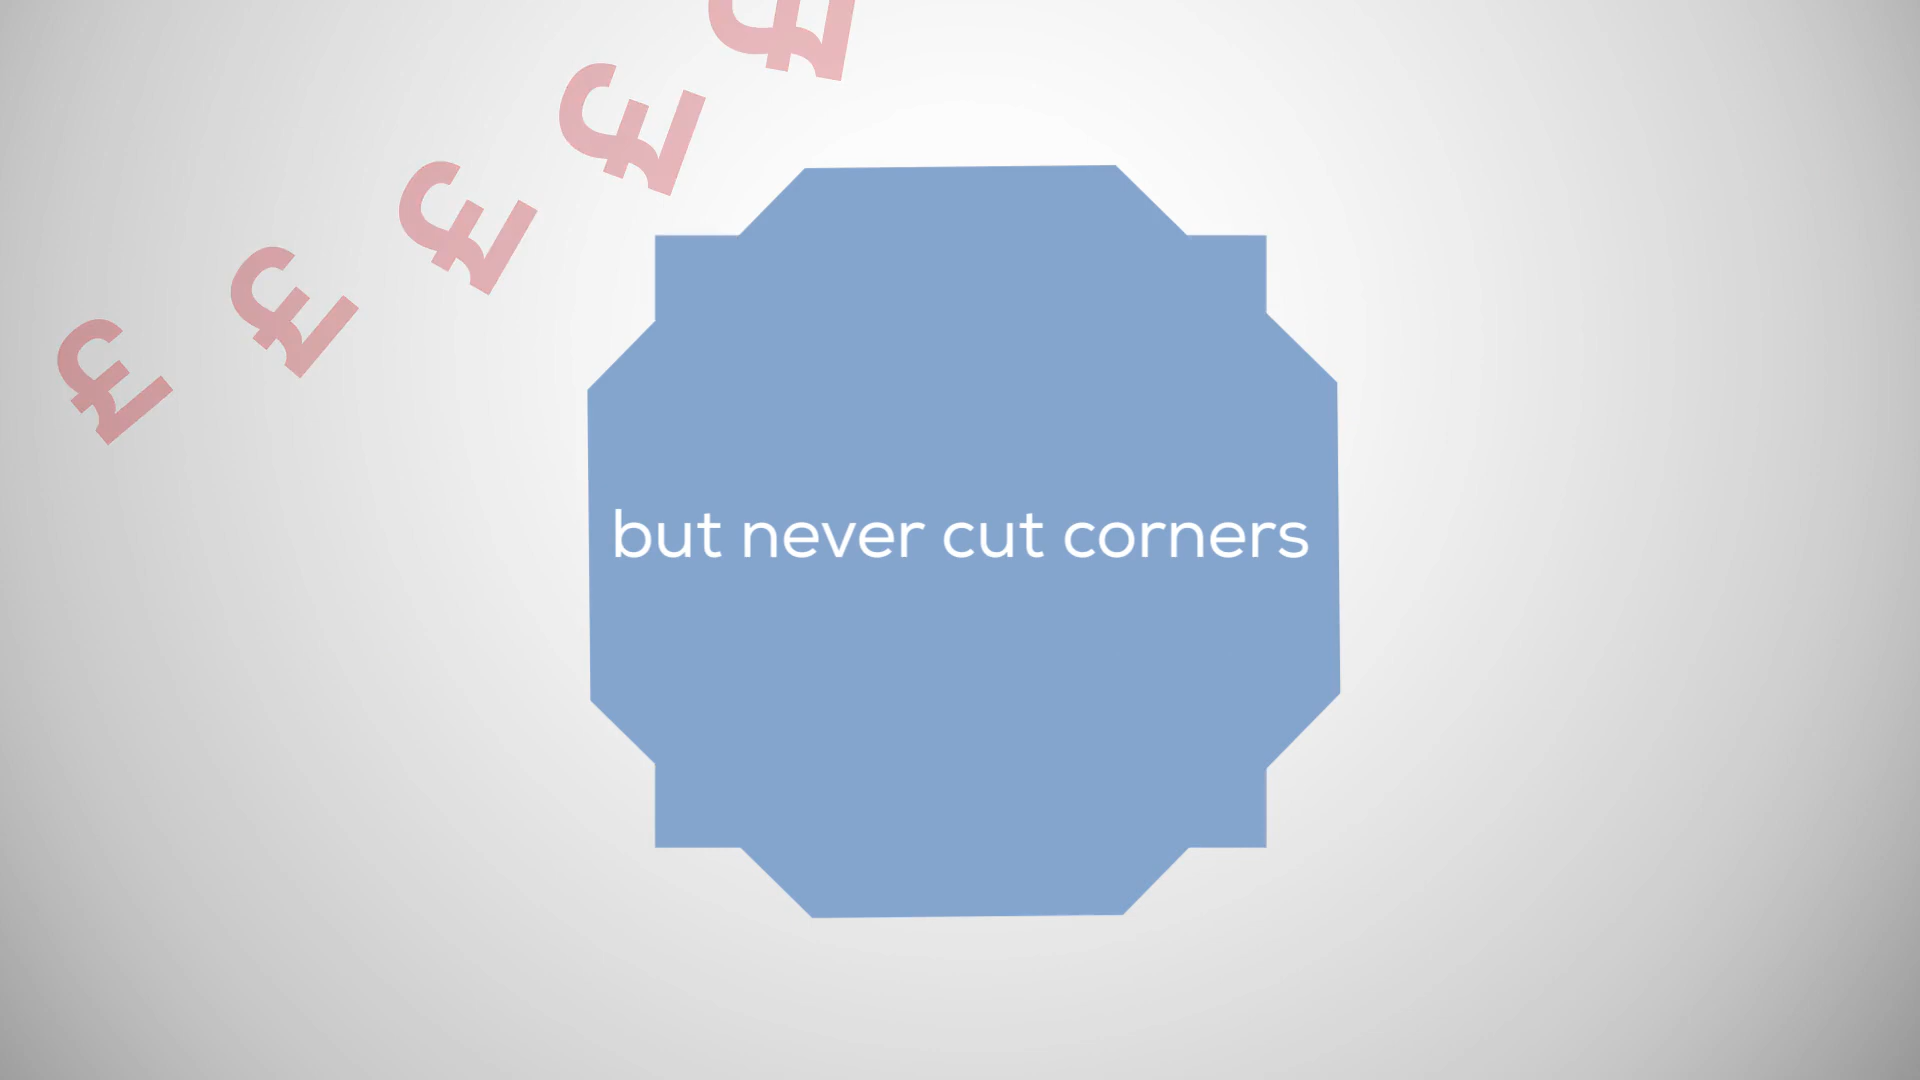 £ £ £ £ £
but never cut corners